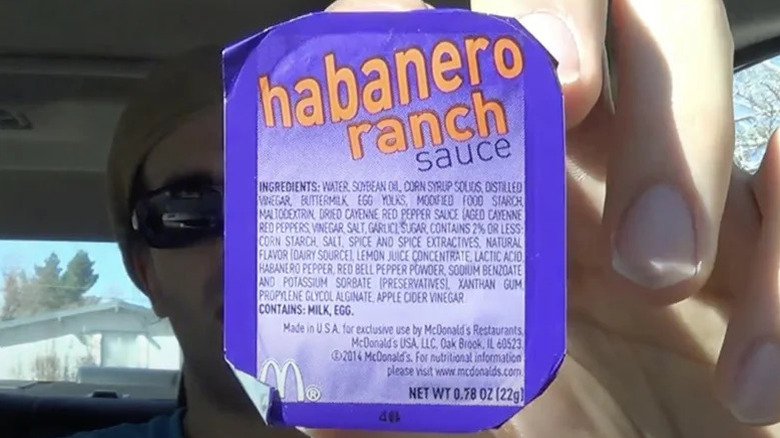 habanero
ranch
sauce
INGREDIENTS: WATER, SOYBEAN OIL, CORN SYRUP SOLIDS, DISTILLED
VINEGAR, BUTTERMILK, EGG YOLKS, MODIFIED FOOD STARCH,
MALTODEXTRIN, DRIED CAYENNE RED PEPPER SAUCE (AGED CAYENNE
RED PEPPERS, VINEGAR, SALT, GARLIC), SUGAR, CONTAINS 2% OR LESS:
CORN STARCH, SALT, SPICE AND SPICE EXTRACTIVES, NATURAL
FLAVOR (DAIRY SOURCE), LEMON JUICE CONCENTRATE, LACTIC ACID,
HABANERO PEPPER, RED BELL PEPPER POWDER, SODIUM BENZOATE
AND POTASSIUM SORBATE (PRESERVATIVES), XANTHAN GUM,
PROPYLENE GLYCOL ALGINATE, APPLE CIDER VINEGAR.
CONTAINS: MILK, EGG.
Made in U.S.A. for exclusive use by McDonald's Restaurants.
McDonald's USA, LLC, Oak Brook, IL 60523
©2014 McDonald's. For nutritional information
please visit www.mcdonalds.com.
M®
NET WT 0.78 OZ (22g)